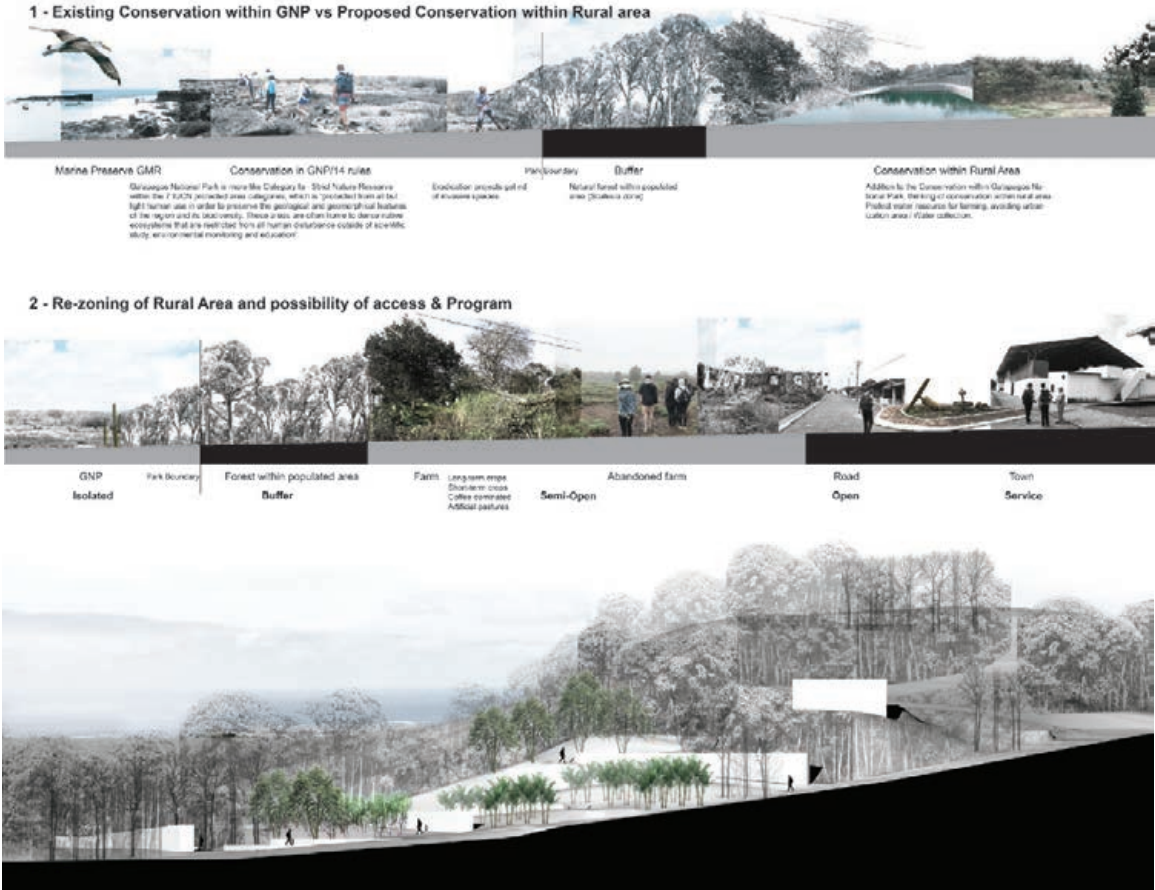 1 - Existing Conservation within GNP vs Proposed Conservation within Rural area
Marine Preserve GMR
Conservation in GNP/14 rules
Galapagos National Park is more like Category Ia - Strict Nature Reserve
within the 7 IUCN protected area categories, which is "protected from all but
light human use in order to preserve the geological and geomorphical features
of the region and its biodiversity. These areas are often home to dense native
ecosystems that are restricted from all human disturbance outside of scientific
study, environmental monitoring and education".
Eradication projects get rid
of invasive species
Park Boundary
Buffer
Natural forest within populated
area (Scalesia zone)
Conservation within Rural Area
Addition to the Conservation within Galapagos Na-
tional Park, thinking of conservation within rural area.
Protect water resource for farming, avoiding urban-
ization area / Water collection.
2 - Re-zoning of Rural Area and possibility of access & Program
GNP
Isolated
Park Boundary
Forest within populated area
Buffer
Farm
Long-term crops
Short-term crops
Coffee dominated
Artificial pastures
Semi-Open
Abandoned farm
Road
Open
Town
Service